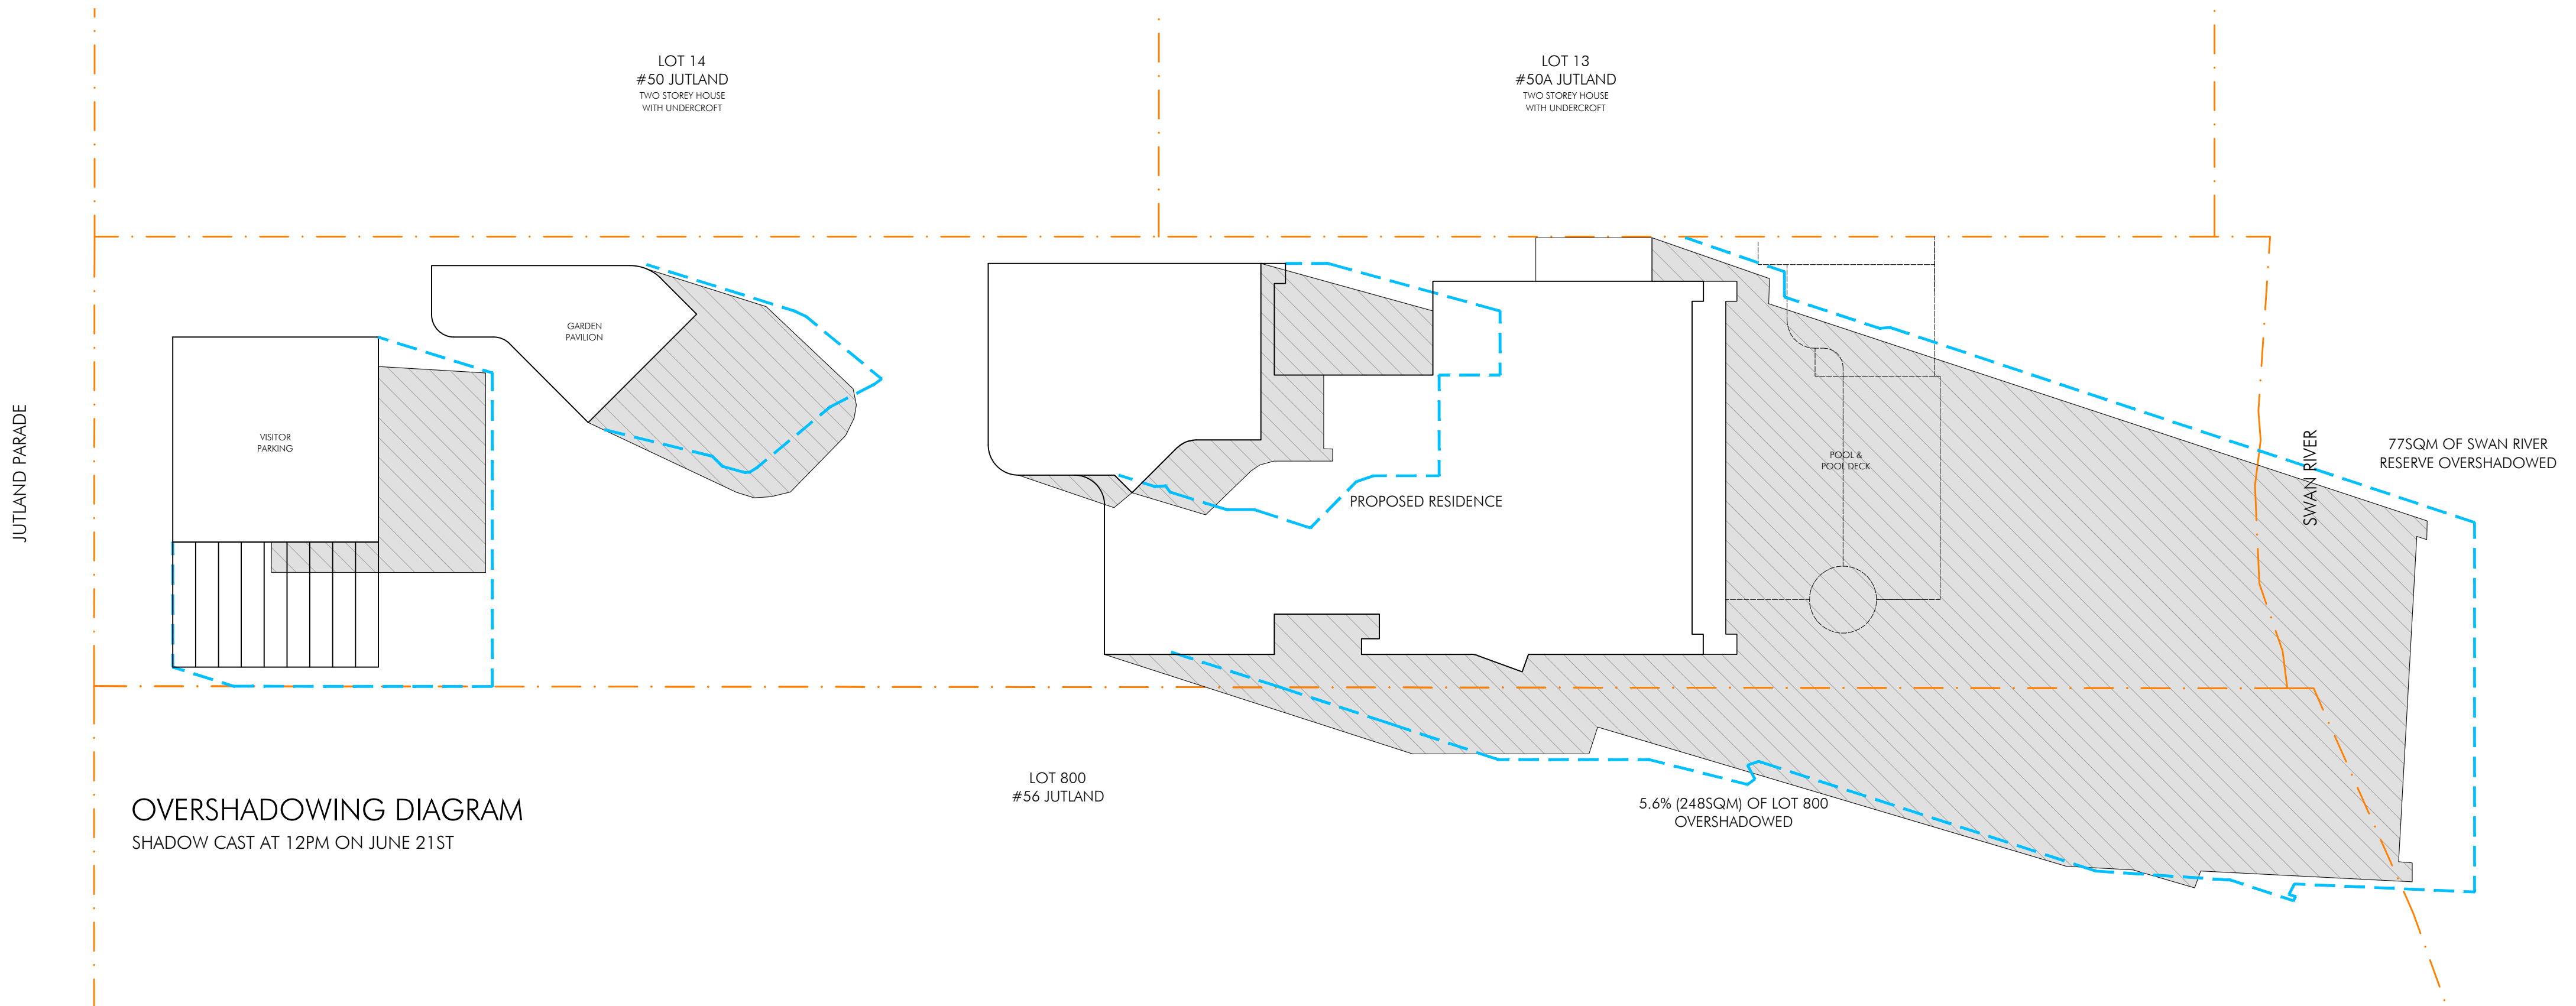 LOT 14
#50 JUTLAND
TWO STOREY HOUSE
WITH UNDERCROFT
LOT 13
#50A JUTLAND
TWO STOREY HOUSE
WITH UNDERCROFT
JUTLAND PARADE
VISITOR
PARKING
GARDEN
PAVILION
PROPOSED RESIDENCE
POOL &
POOL DECK
SWAN RIVER
77SQM OF SWAN RIVER
RESERVE OVERSHADOWED
LOT 800
#56 JUTLAND
5.6% (248SQM) OF LOT 800
OVERSHADOWED
OVERSHADOWING DIAGRAM
SHADOW CAST AT 12PM ON JUNE 21ST